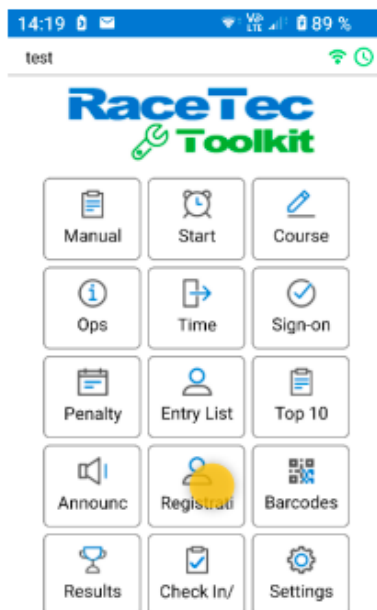 14:19 89 %
test
RaceTec
Toolkit
Manual Start Course
Ops Time Sign-on
Penalty Entry List Top 10
Announc Registrati Barcodes
Results Check In/ Settings